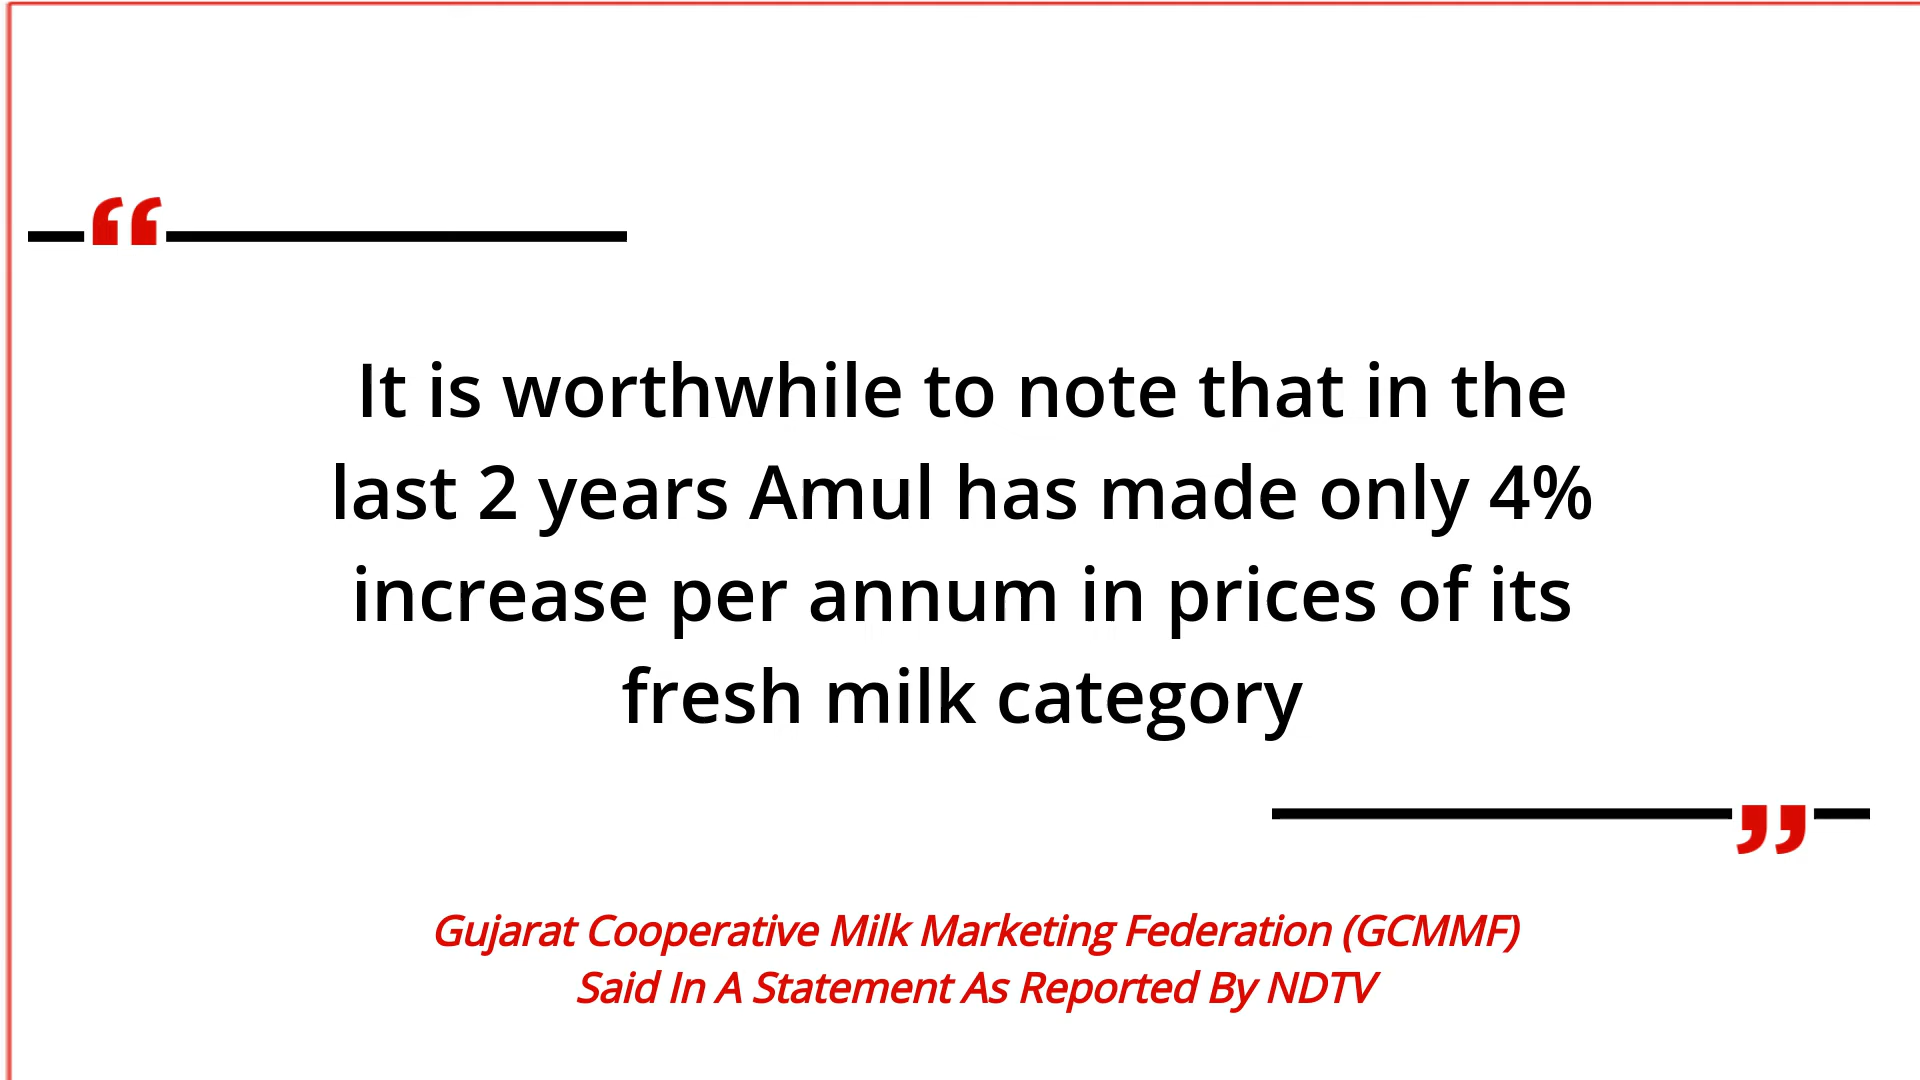 “
It is worthwhile to note that in the
last 2 years Amul has made only 4%
increase per annum in prices of its
fresh milk category
”
Gujarat Cooperative Milk Marketing Federation (GCMMF)
Said In A Statement As Reported By NDTV